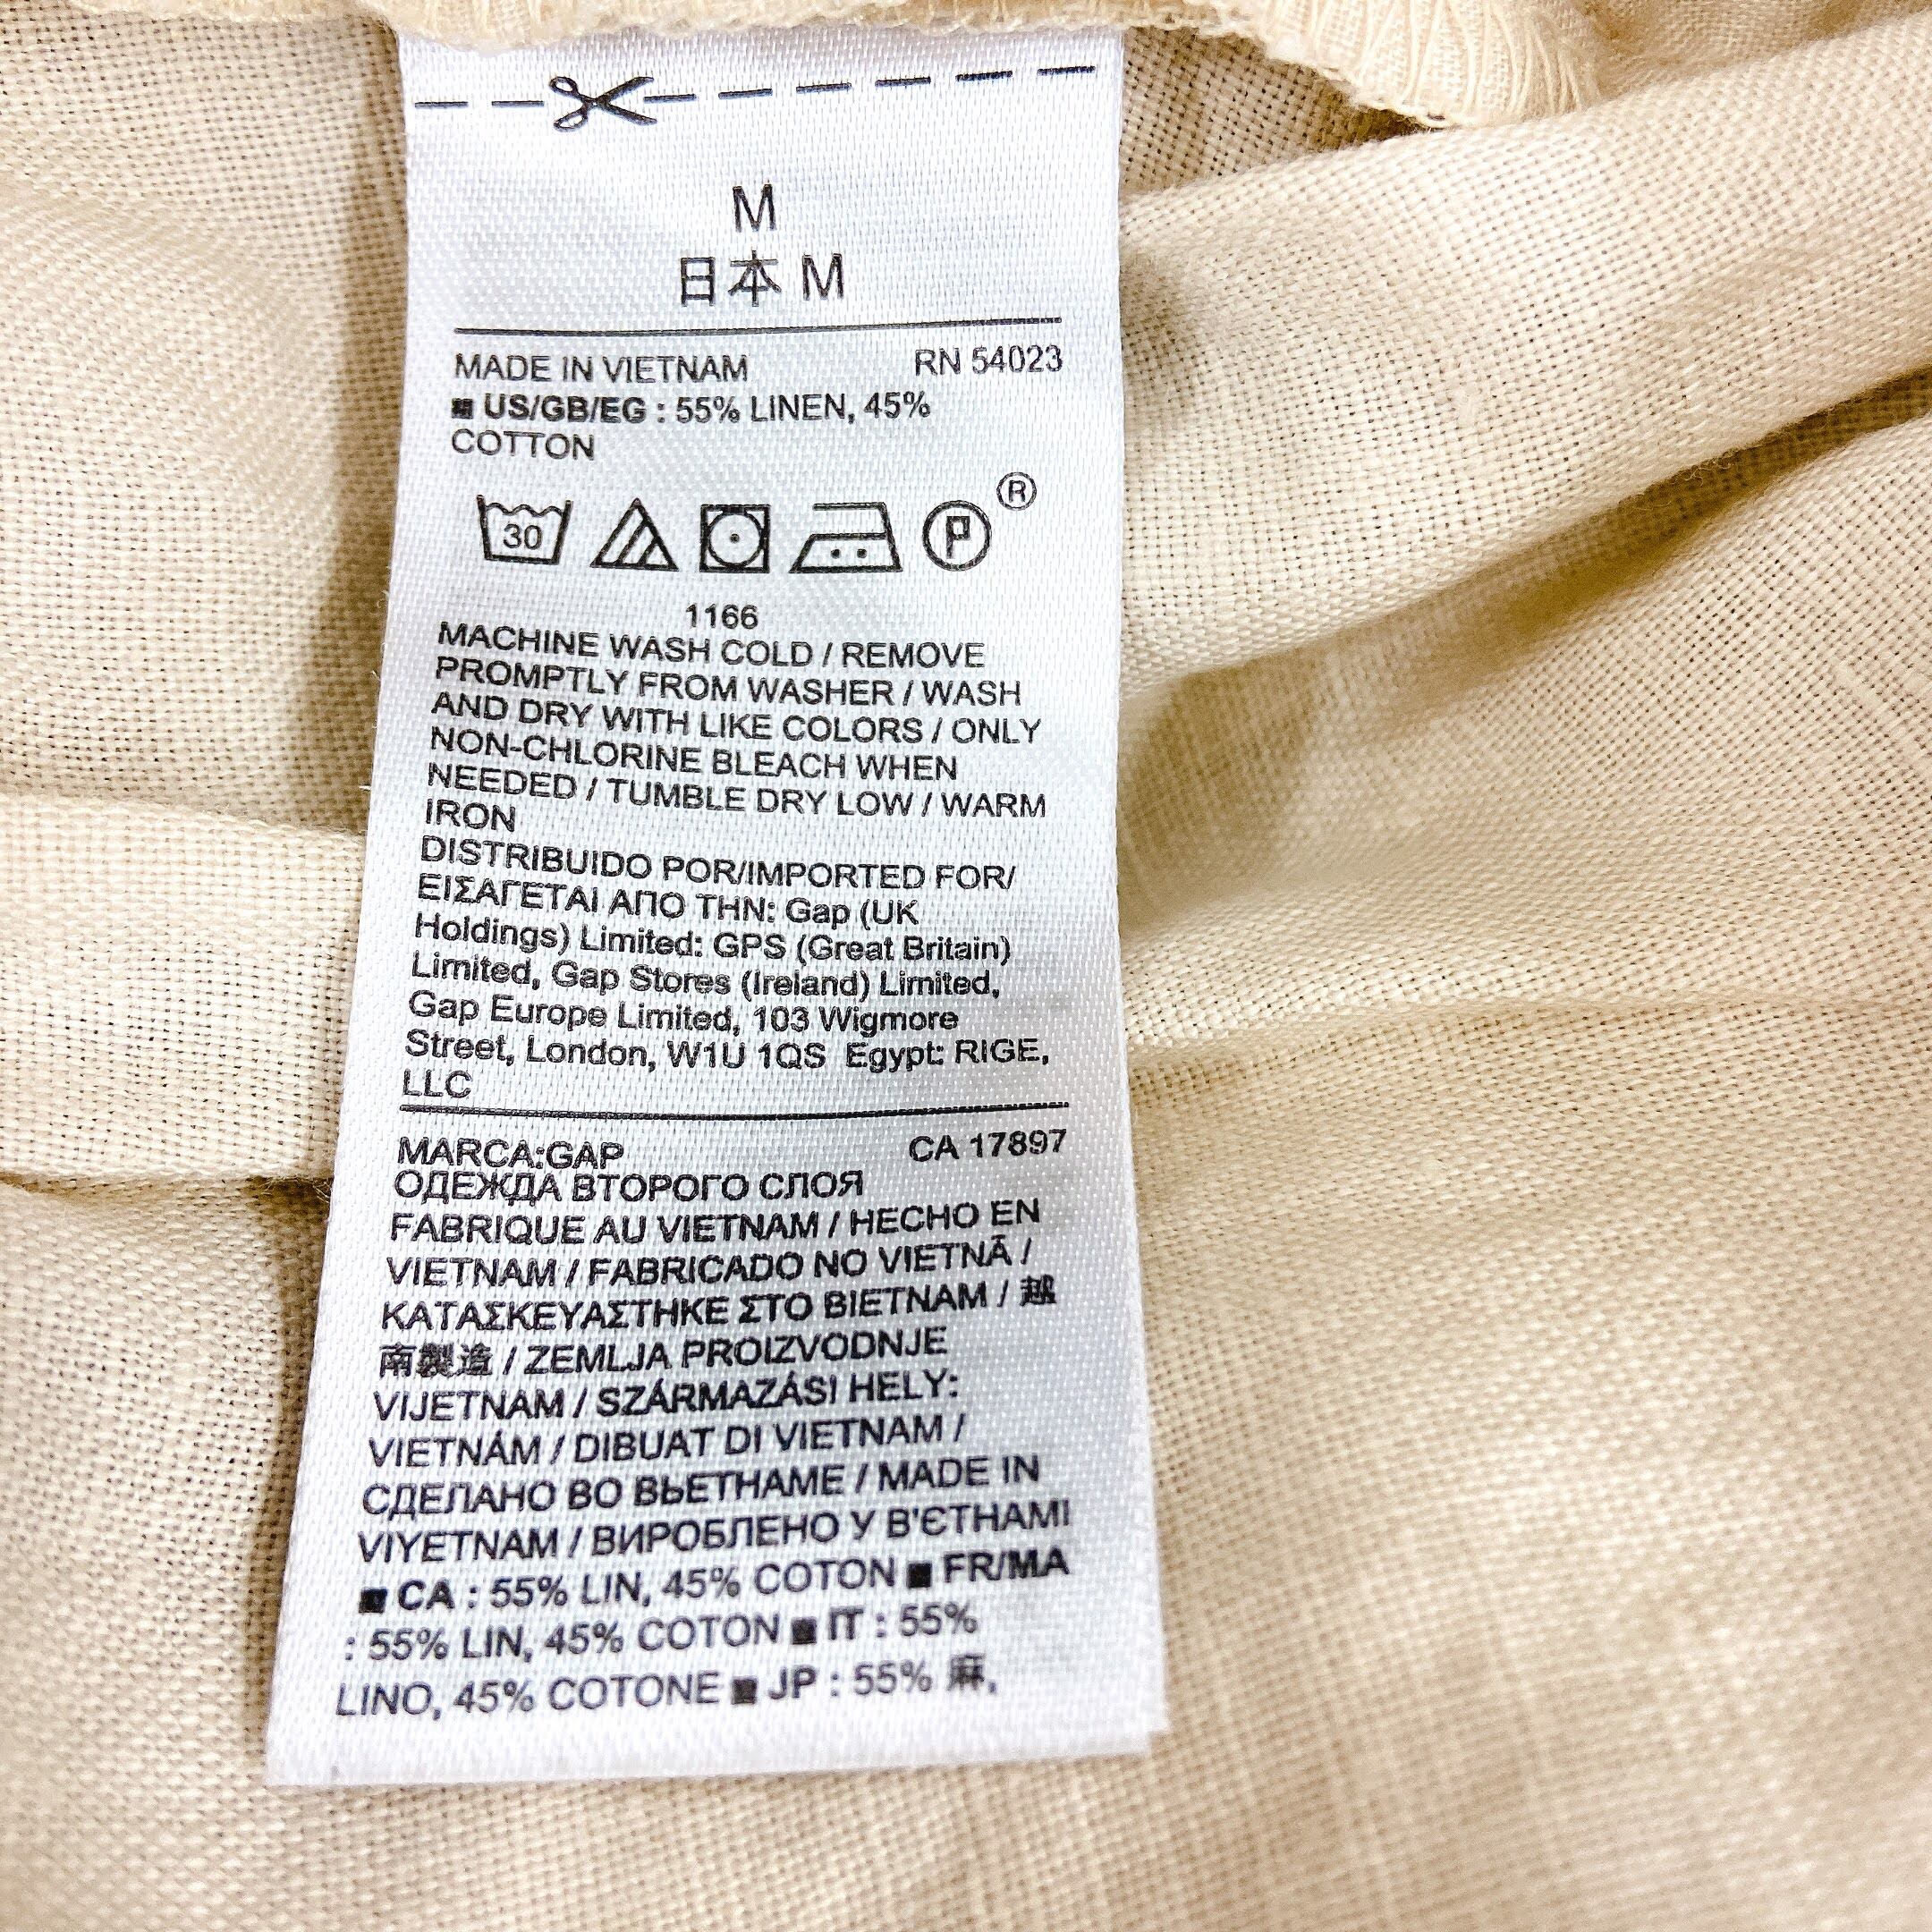 M
日本 M
MADE IN VIETNAM RN 54023
■ US/GB/EG : 55% LINEN, 45%
COTTON
30 P ®
1166
MACHINE WASH COLD / REMOVE
PROMPTLY FROM WASHER / WASH
AND DRY WITH LIKE COLORS / ONLY
NON-CHLORINE BLEACH WHEN
NEEDED / TUMBLE DRY LOW / WARM
IRON
DISTRIBUIDO POR/IMPORTED FOR/
ΕΙΣΑΓΕΤΑΙ ΑΠΟ ΤΗΝ: Gap (UK
Holdings) Limited: GPS (Great Britain)
Limited, Gap Stores (Ireland) Limited,
Gap Europe Limited, 103 Wigmore
Street, London, W1U 1QS Egypt: RIGE,
LLC
MARCA:GAP CA 17897
ОДЕЖДА ВТОРОГО СЛОЯ
FABRIQUE AU VIETNAM / HECHO EN
VIETNAM / FABRICADO NO VIETNÃ /
ΚΑΤΑΣΚΕΥΑΣΤΗΚΕ ΣΤΟ ΒΙΕΤΝΑΜ / 越
南製造 / ZEMLJA PROIZVODNJE
VIJETNAM / SZÁRMAZÁSI HELY:
VIETNÁM / DIBUAT DI VIETNAM /
СДЕЛАНО ВО ВЬЕТНАМЕ / MADE IN
VIYETNAM / ВИРОБЛЕНО У В'ЄТНАМІ
■ CA : 55% LIN, 45% COTON ■ FR/MA
: 55% LIN, 45% COTON ■ IT : 55%
LINO, 45% COTONE ■ JP : 55% 麻,